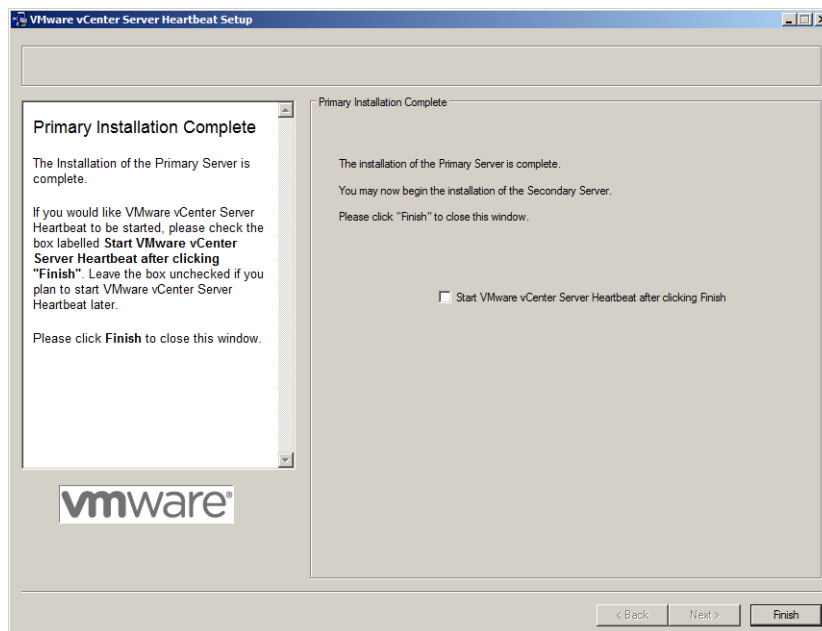 VMware vCenter Server Heartbeat Setup
Primary Installation Complete
The Installation of the Primary Server is
complete.
If you would like VMware vCenter Server
Heartbeat to be started, please check the
box labelled Start VMware vCenter
Server Heartbeat after clicking
"Finish". Leave the box unchecked if you
plan to start VMware vCenter Server
Heartbeat later.
Please click Finish to close this window.
vmware®
Primary Installation Complete
The installation of the Primary Server is complete.
You may now begin the installation of the Secondary Server.
Please click "Finish" to close this window.
Start VMware vCenter Server Heartbeat after clicking Finish
< Back
Next >
Finish